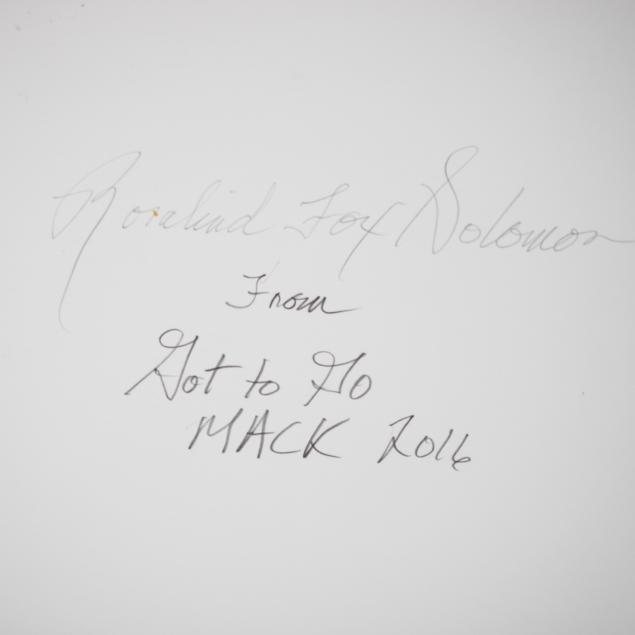 Rosalind Fox Solomon
From
Got to Go
MACK 2016